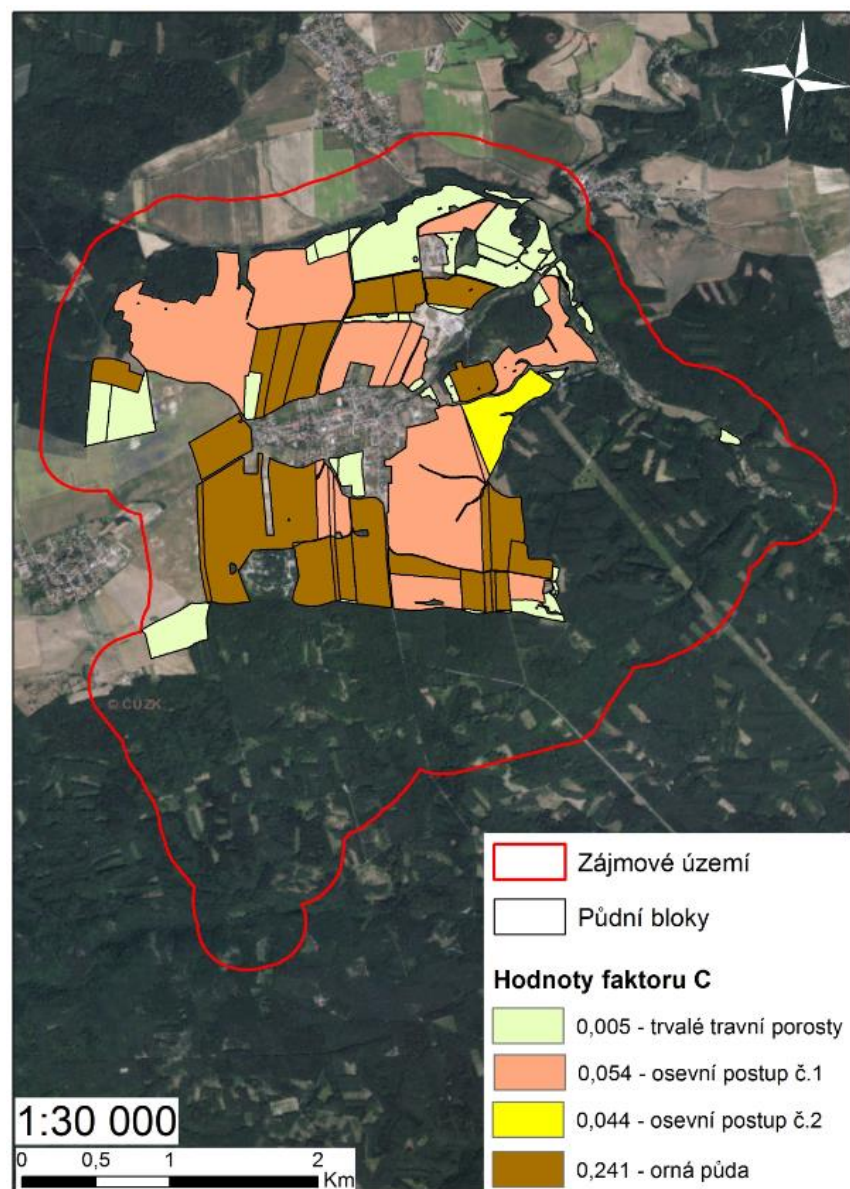 © ČÚZK
Zájmové území
Půdní bloky
Hodnoty faktoru C
0,005 - trvalé travní porosty
0,054 - osevní postup č.1
0,044 - osevní postup č.2
0,241 - orná půda
1:30 000
0 0,5 1 2
Km